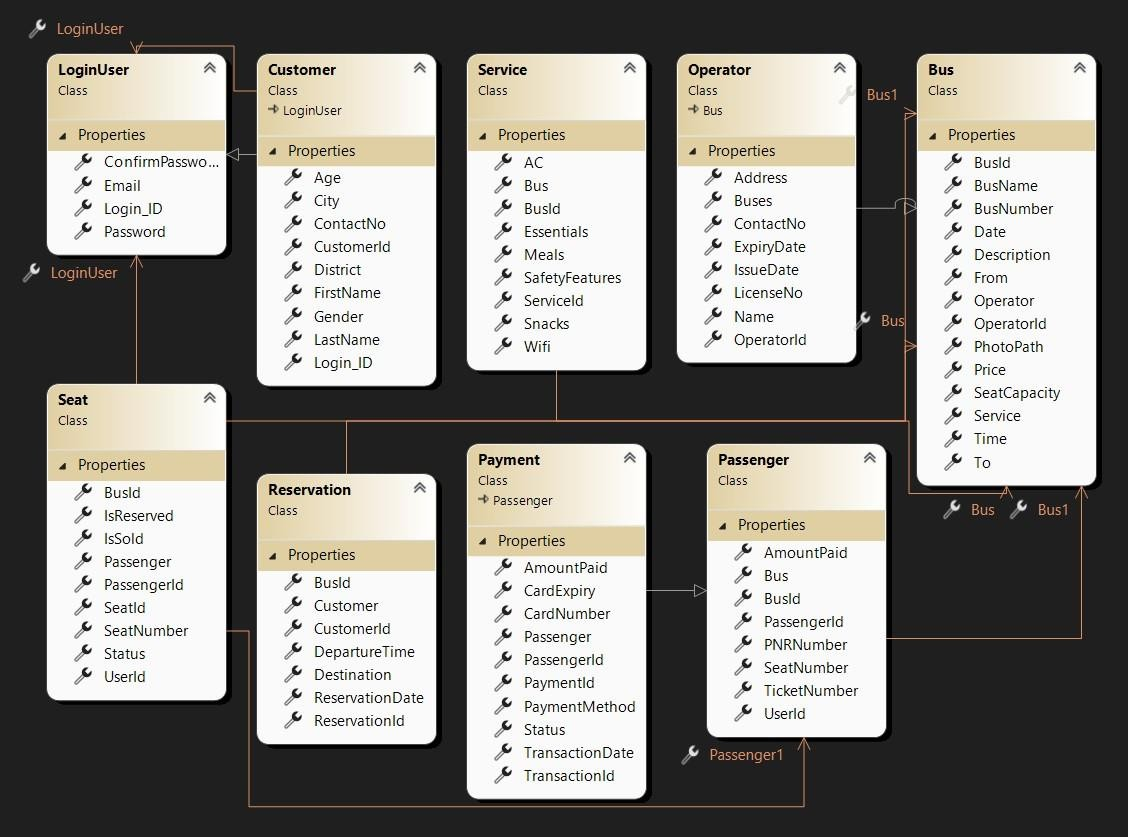 LoginUser
LoginUser
Class
Properties
ConfirmPasswo...
Email
Login_ID
Password
LoginUser
Customer
Class
LoginUser
Properties
Age
City
ContactNo
CustomerId
District
FirstName
Gender
LastName
Login_ID
Service
Class
Properties
AC
Bus
BusId
Essentials
Meals
SafetyFeatures
ServiceId
Snacks
Wifi
Operator
Class
Bus
Properties
Address
Buses
ContactNo
ExpiryDate
IssueDate
LicenseNo
Name
OperatorId
Bus1
Bus
Bus
Class
Properties
BusId
BusName
BusNumber
Date
Description
From
Operator
OperatorId
PhotoPath
Price
SeatCapacity
Service
Time
To
Bus
Bus1
Seat
Class
Properties
BusId
IsReserved
IsSold
Passenger
PassengerId
SeatId
SeatNumber
Status
UserId
Reservation
Class
Properties
BusId
Customer
CustomerId
DepartureTime
Destination
ReservationDate
ReservationId
Payment
Class
Passenger
Properties
AmountPaid
CardExpiry
CardNumber
Passenger
PassengerId
PaymentId
PaymentMethod
Status
TransactionDate
TransactionId
Passenger
Class
Properties
AmountPaid
Bus
BusId
PassengerId
PNRNumber
SeatNumber
TicketNumber
UserId
Passenger1